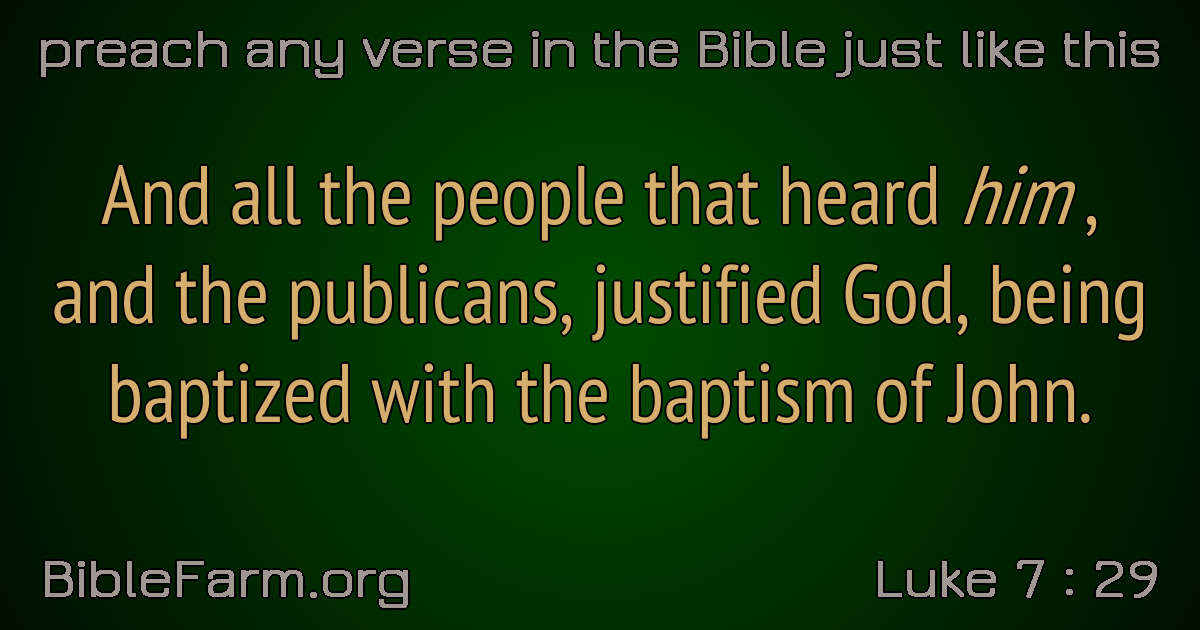 preach any verse in the Bible just like this
And all the people that heard him ,
and the publicans, justified God, being
baptized with the baptism of John.
BibleFarm.org
Luke 7 : 29